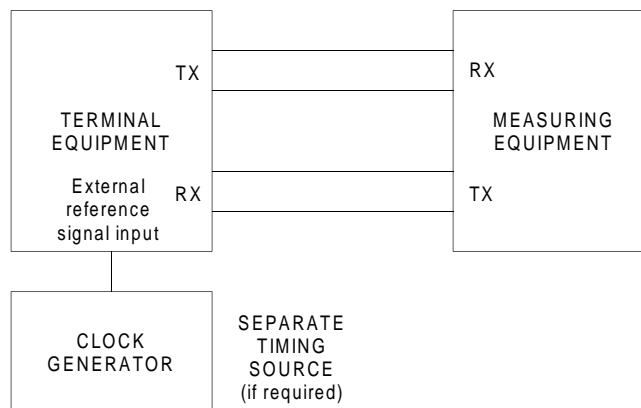 TX
RX
TERMINAL
EQUIPMENT
MEASURING
EQUIPMENT
External
reference
signal input
RX
TX
CLOCK
GENERATOR
SEPARATE
TIMING
SOURCE
(if required)